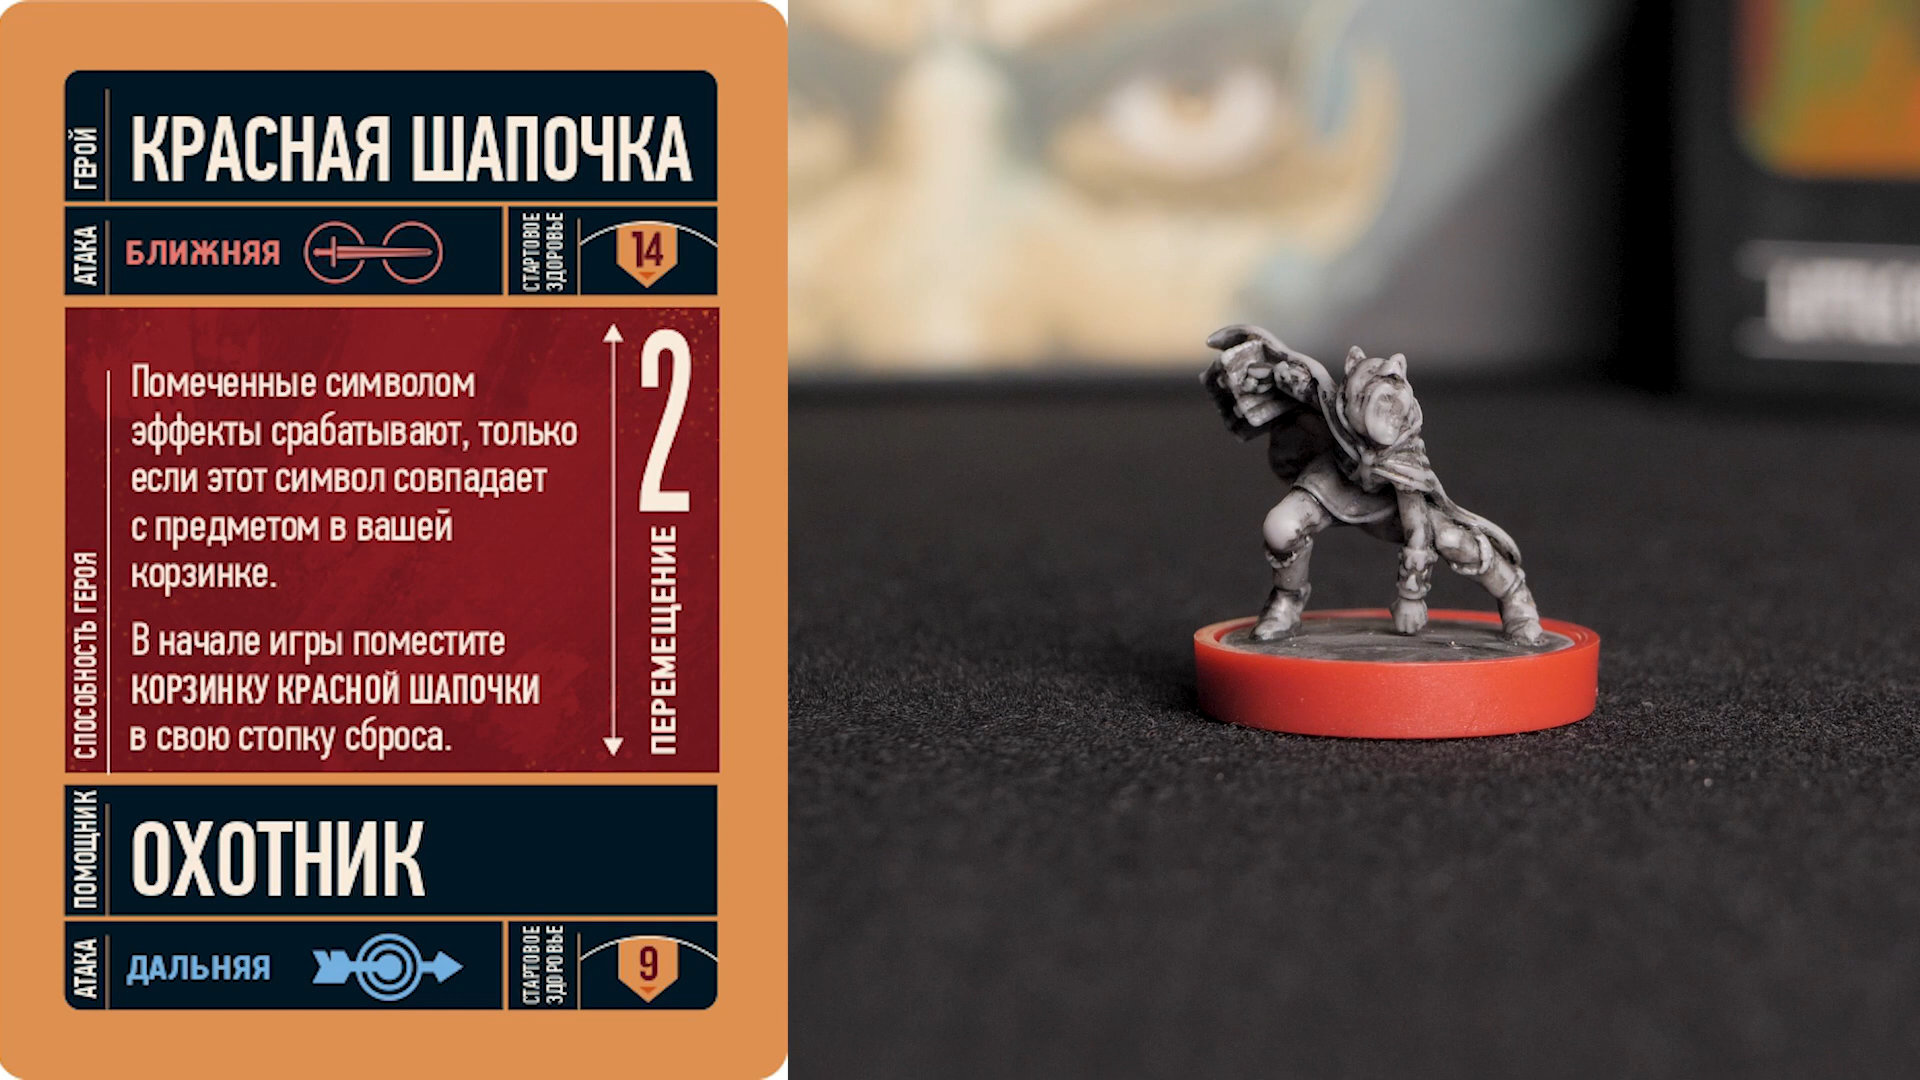 ГЕРОЙ
КРАСНАЯ ШАПОЧКА
АТАКА
БЛИЖНЯЯ
СТАРТОВОЕ
ЗДОРОВЬЕ
14
СПОСОБНОСТЬ ГЕРОЯ
Помеченные символом
эффекты срабатывают, только
если этот символ совпадает
с предметом в вашей
корзинке.
В начале игры поместите
КОРЗИНКУ КРАСНОЙ ШАПОЧКИ
в свою стопку сброса.
2
ПЕРЕМЕЩЕНИЕ
ПОМОЩНИК
ОХОТНИК
АТАКА
ДАЛЬНЯЯ
СТАРТОВОЕ
ЗДОРОВЬЕ
9